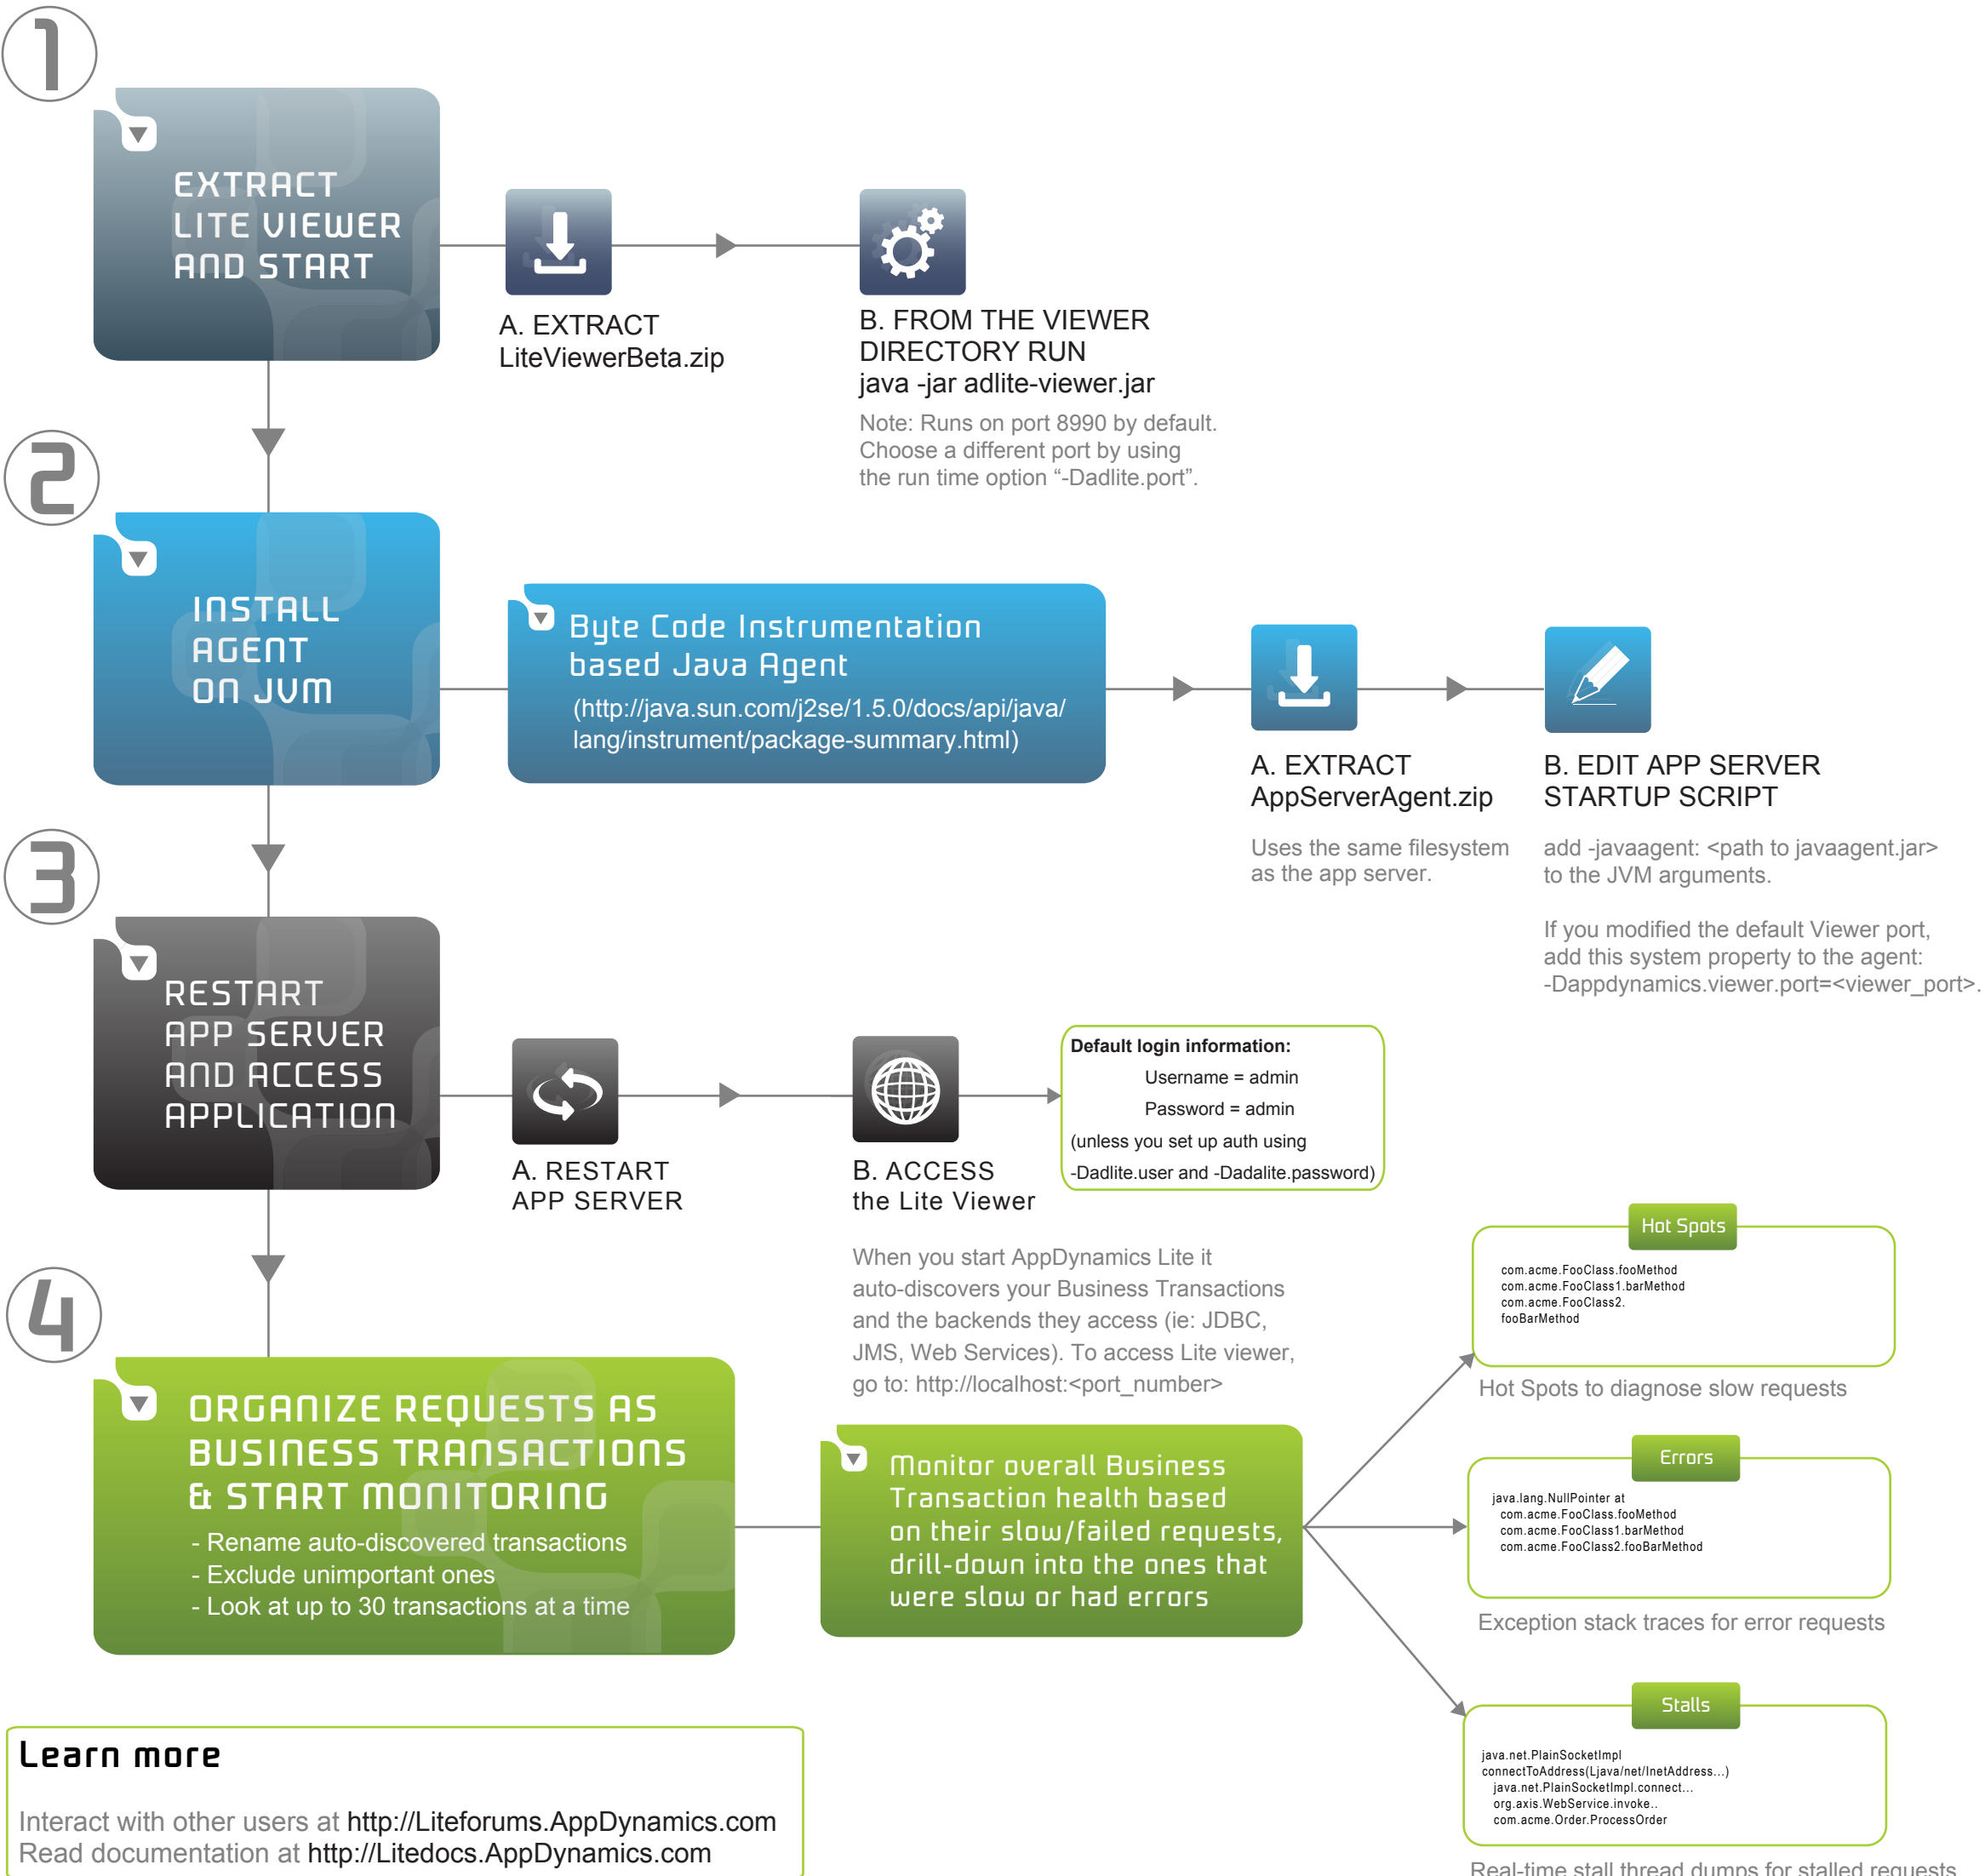 1
EXTRACT
LITE VIEWER
AND START
A. EXTRACT
LiteViewerBeta.zip
B. FROM THE VIEWER
DIRECTORY RUN
java -jar adlite-viewer.jar
Note: Runs on port 8990 by default.
Choose a different port by using
the run time option “-Dadlite.port”.
2
INSTALL
AGENT
ON JVM
Byte Code Instrumentation
based Java Agent
(http://java.sun.com/j2se/1.5.0/docs/api/java/
lang/instrument/package-summary.html)
A. EXTRACT
AppServerAgent.zip
Uses the same filesystem
as the app server.
B. EDIT APP SERVER
STARTUP SCRIPT
add -javaagent: <path to javaagent.jar>
to the JVM arguments.
If you modified the default Viewer port,
add this system property to the agent:
-Dappdynamics.viewer.port=<viewer_port>.
3
RESTART
APP SERVER
AND ACCESS
APPLICATION
A. RESTART
APP SERVER
B. ACCESS
the Lite Viewer
Default login information:
Username = admin
Password = admin
(unless you set up auth using
-Dadlite.user and -Dadalite.password)
When you start AppDynamics Lite it
auto-discovers your Business Transactions
and the backends they access (ie: JDBC,
JMS, Web Services). To access Lite viewer,
go to: http://localhost:<port_number>
4
ORGANIZE REQUESTS AS
BUSINESS TRANSACTIONS
& START MONITORING
- Rename auto-discovered transactions
- Exclude unimportant ones
- Look at up to 30 transactions at a time
Monitor overall Business
Transaction health based
on their slow/failed requests,
drill-down into the ones that
were slow or had errors
Hot Spots
com.acme.FooClass.fooMethod
com.acme.FooClass1.barMethod
com.acme.FooClass2.
fooBarMethod
Hot Spots to diagnose slow requests
Errors
java.lang.NullPointer at
com.acme.FooClass.fooMethod
com.acme.FooClass1.barMethod
com.acme.FooClass2.fooBarMethod
Exception stack traces for error requests
Stalls
java.net.PlainSocketImpl
connectToAddress(Ljava/net/InetAddress...)
java.net.PlainSocketImpl.connect...
org.axis.WebService.invoke..
com.acme.Order.ProcessOrder
Real-time stall thread dumps for stalled requests
Learn more
Interact with other users at http://Liteforums.AppDynamics.com
Read documentation at http://Litedocs.AppDynamics.com